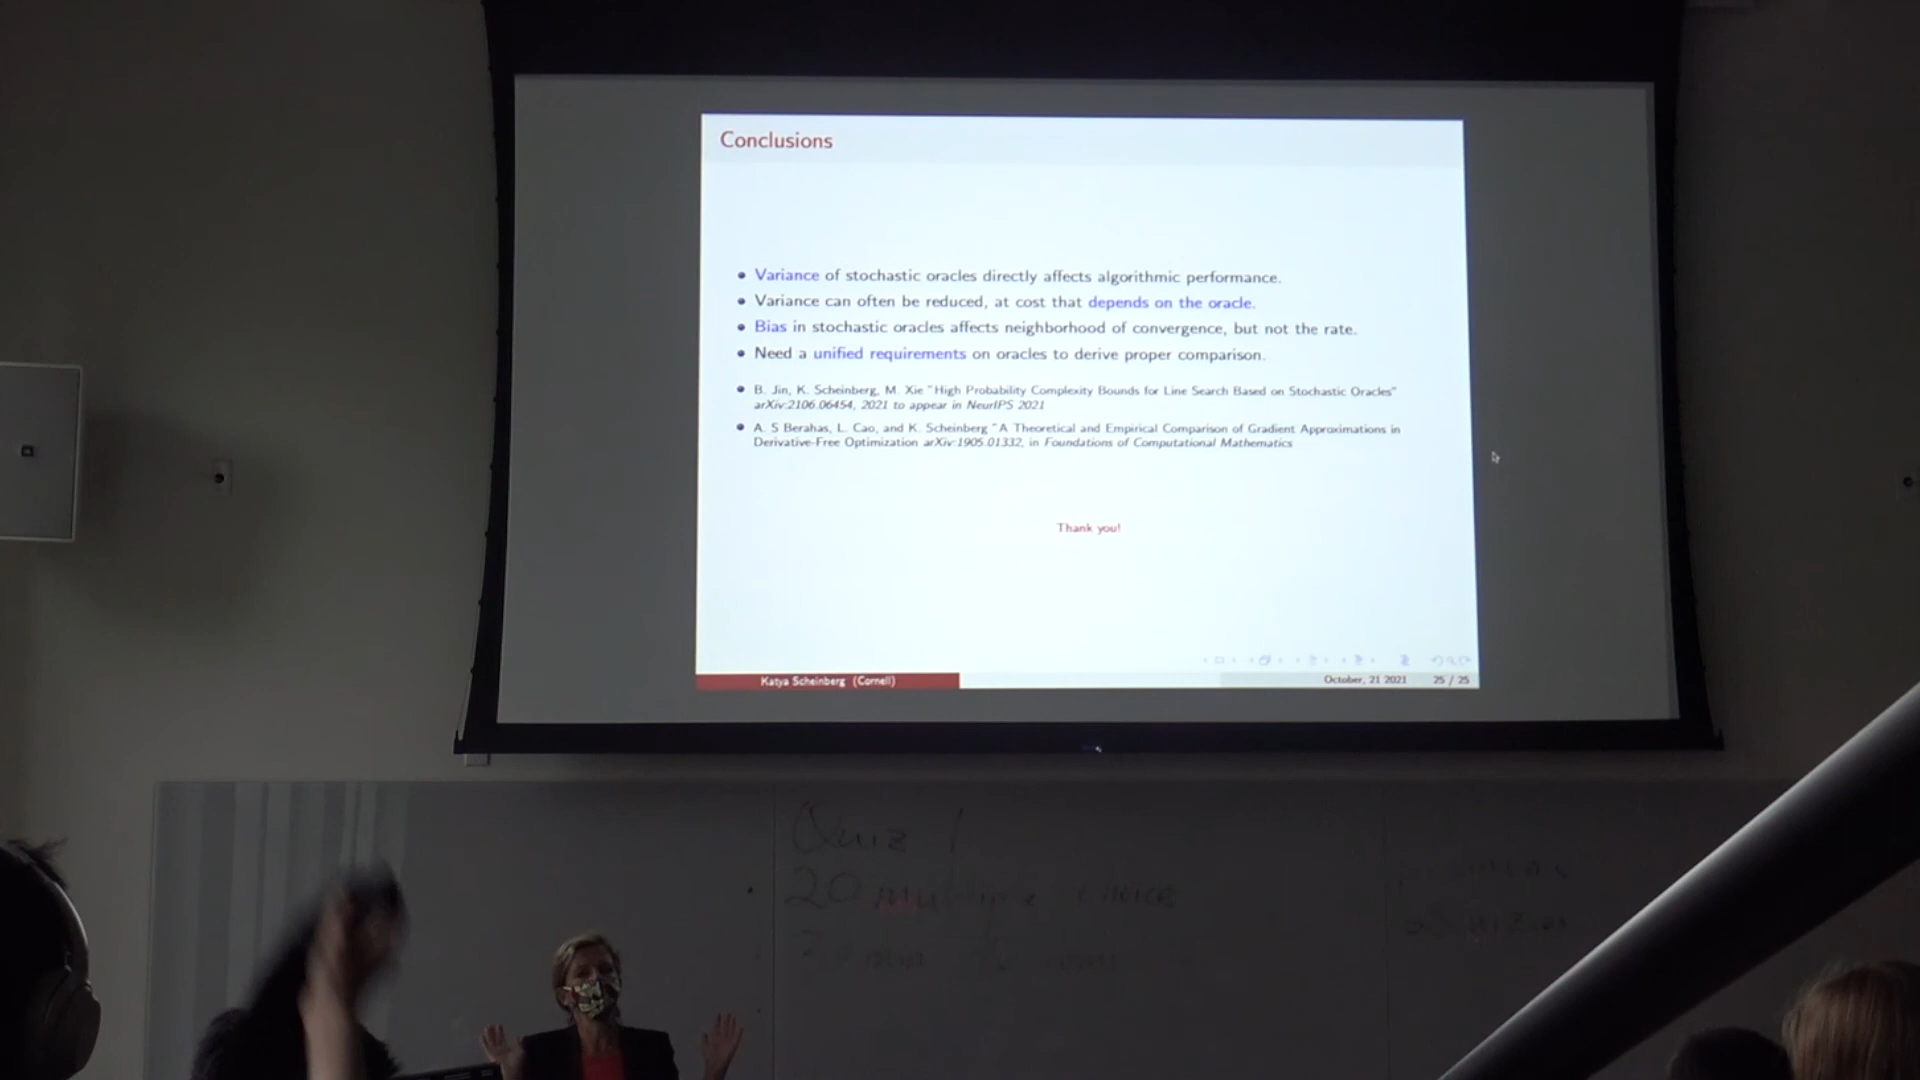 Conclusions
Variance of stochastic oracles directly affects algorithmic performance.
Variance can often be reduced, at cost that depends on the oracle.
Bias in stochastic oracles affects neighborhood of convergence, but not the rate.
Need a unified requirements on oracles to derive proper comparison.
B. Jin, K. Scheinberg, M. Xie "High Probability Complexity Bounds for Line Search Based on Stochastic Oracles"
arXiv:2106.06454, 2021 to appear in NeurIPS 2021
A. S Berahas, L. Cao, and K. Scheinberg "A Theoretical and Empirical Comparison of Gradient Approximations in
Derivative-Free Optimization arXiv:1905.01332, in Foundations of Computational Mathematics
Thank you!
Katya Scheinberg (Cornell)
October, 21 2021
25 / 25
Quiz 1
20 multiple choice